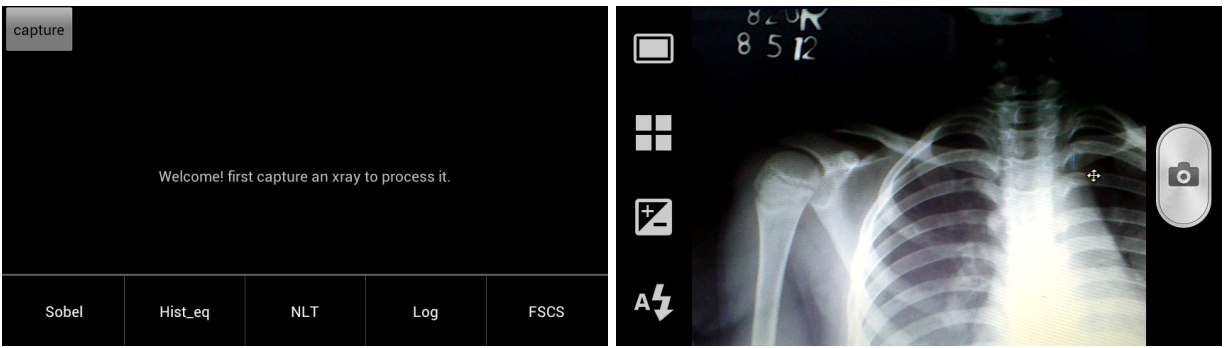 capture
Welcome! first capture an xray to process it.
Sobel Hist_eq NLT Log FSCS
8 5 12
A